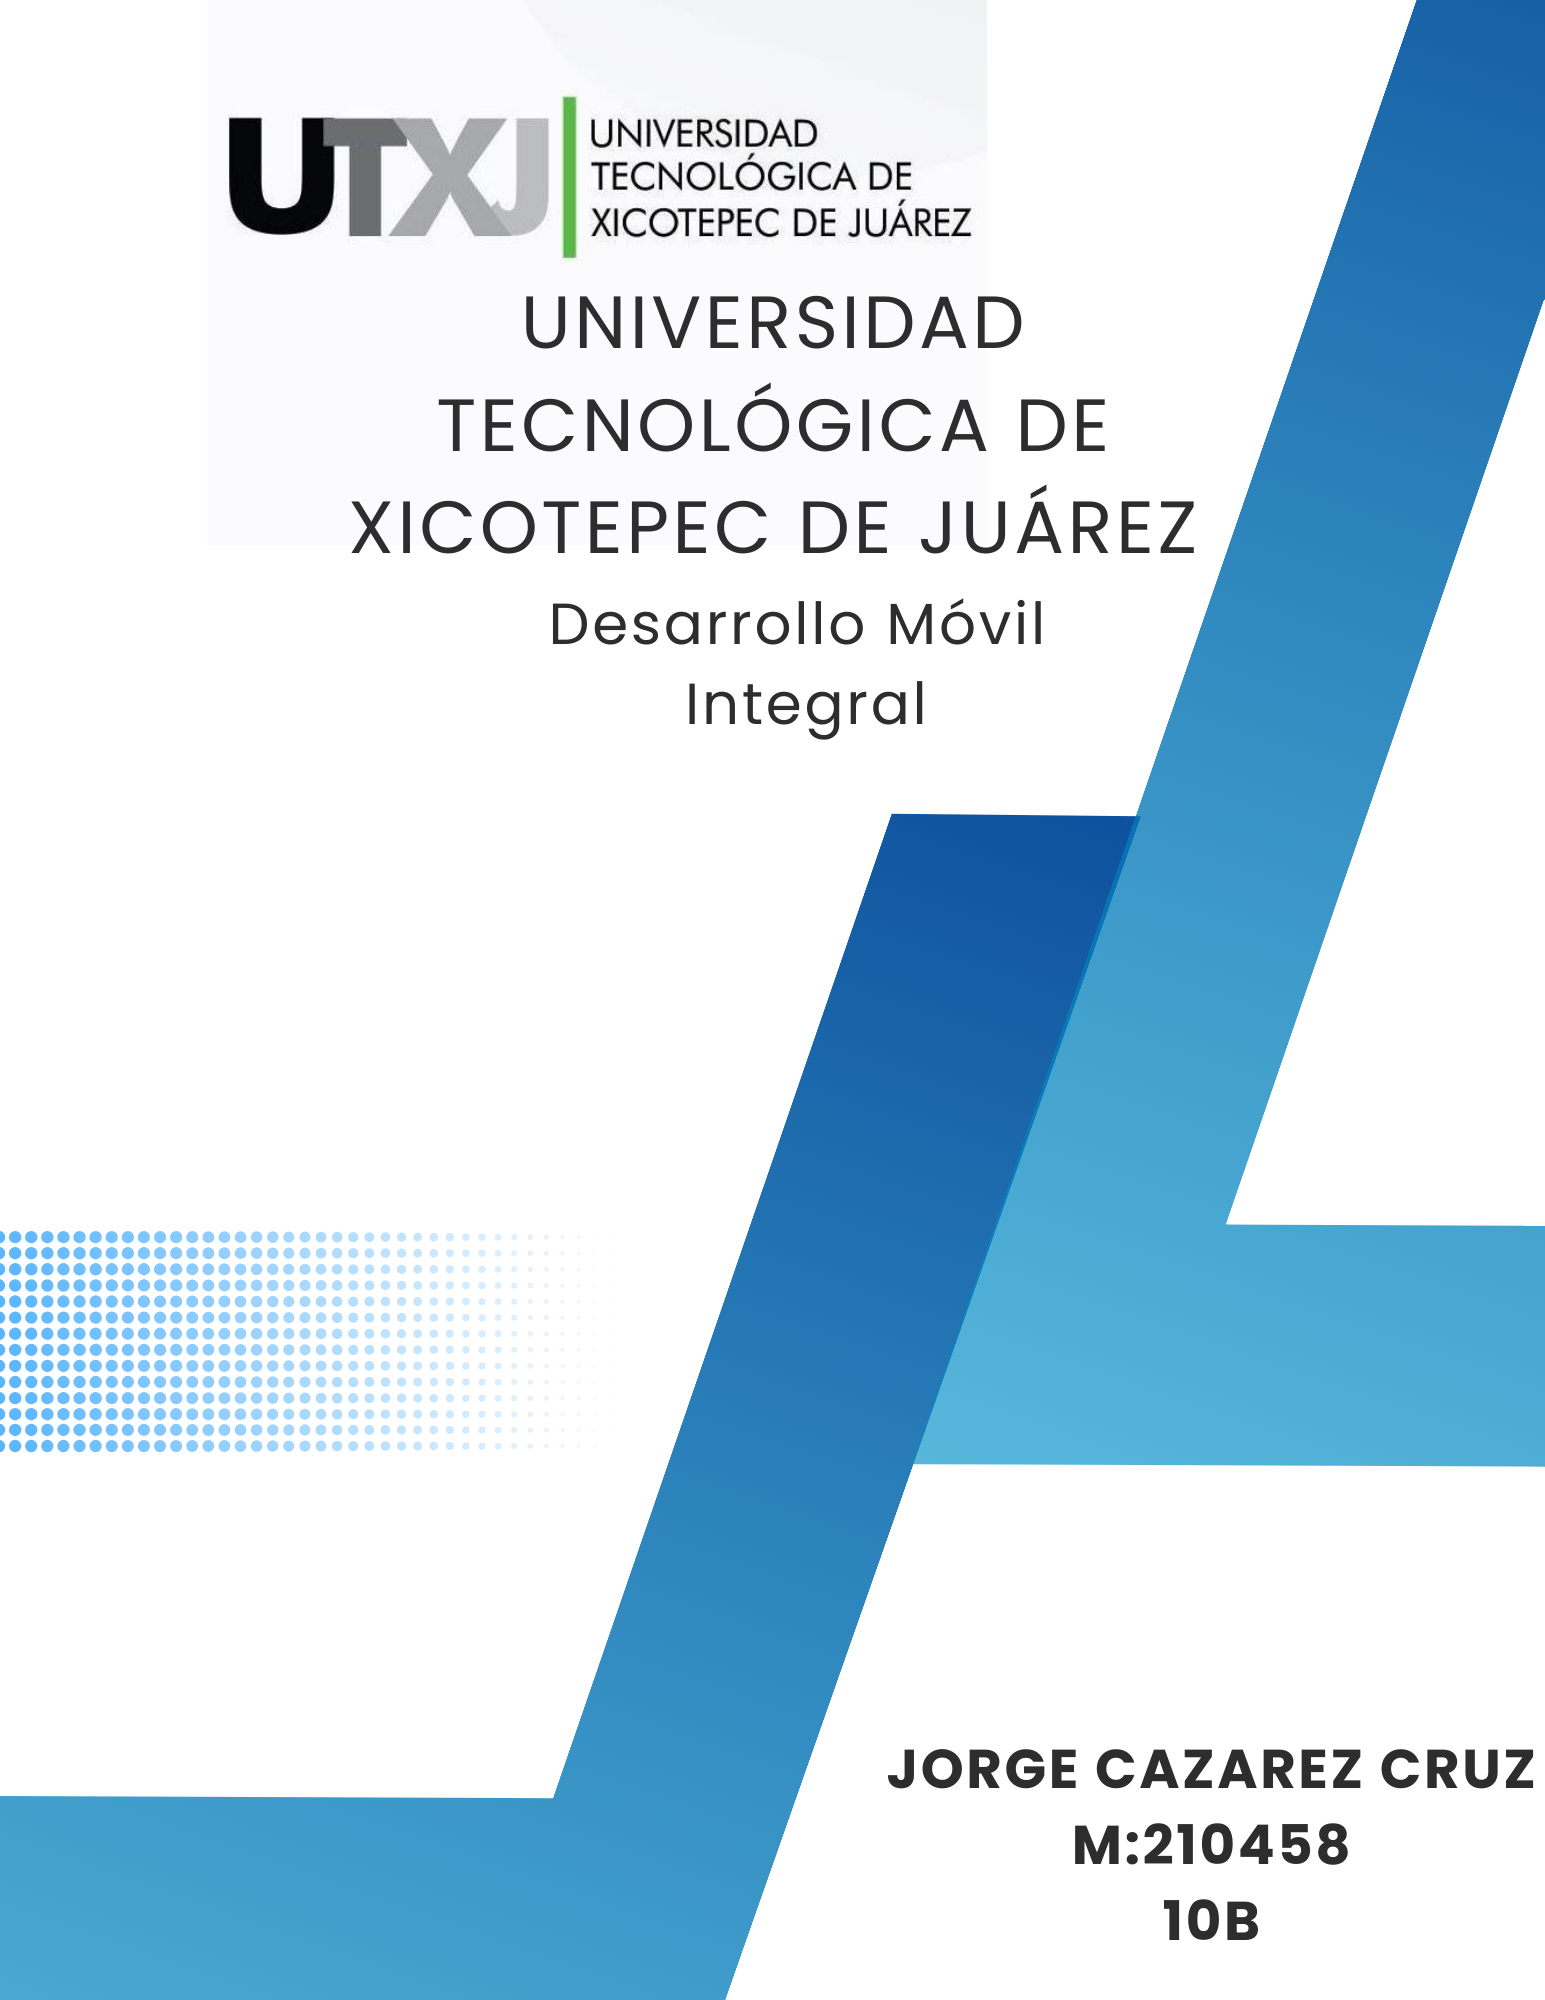 UTXJ
UNIVERSIDAD
TECNOLÓGICA DE
XICOTEPEC DE JUÁREZ
UNIVERSIDAD
TECNOLÓGICA DE
XICOTEPEC DE JUÁREZ
Desarrollo Móvil
Integral
JORGE CAZAREZ CRUZ
M:210458
10B